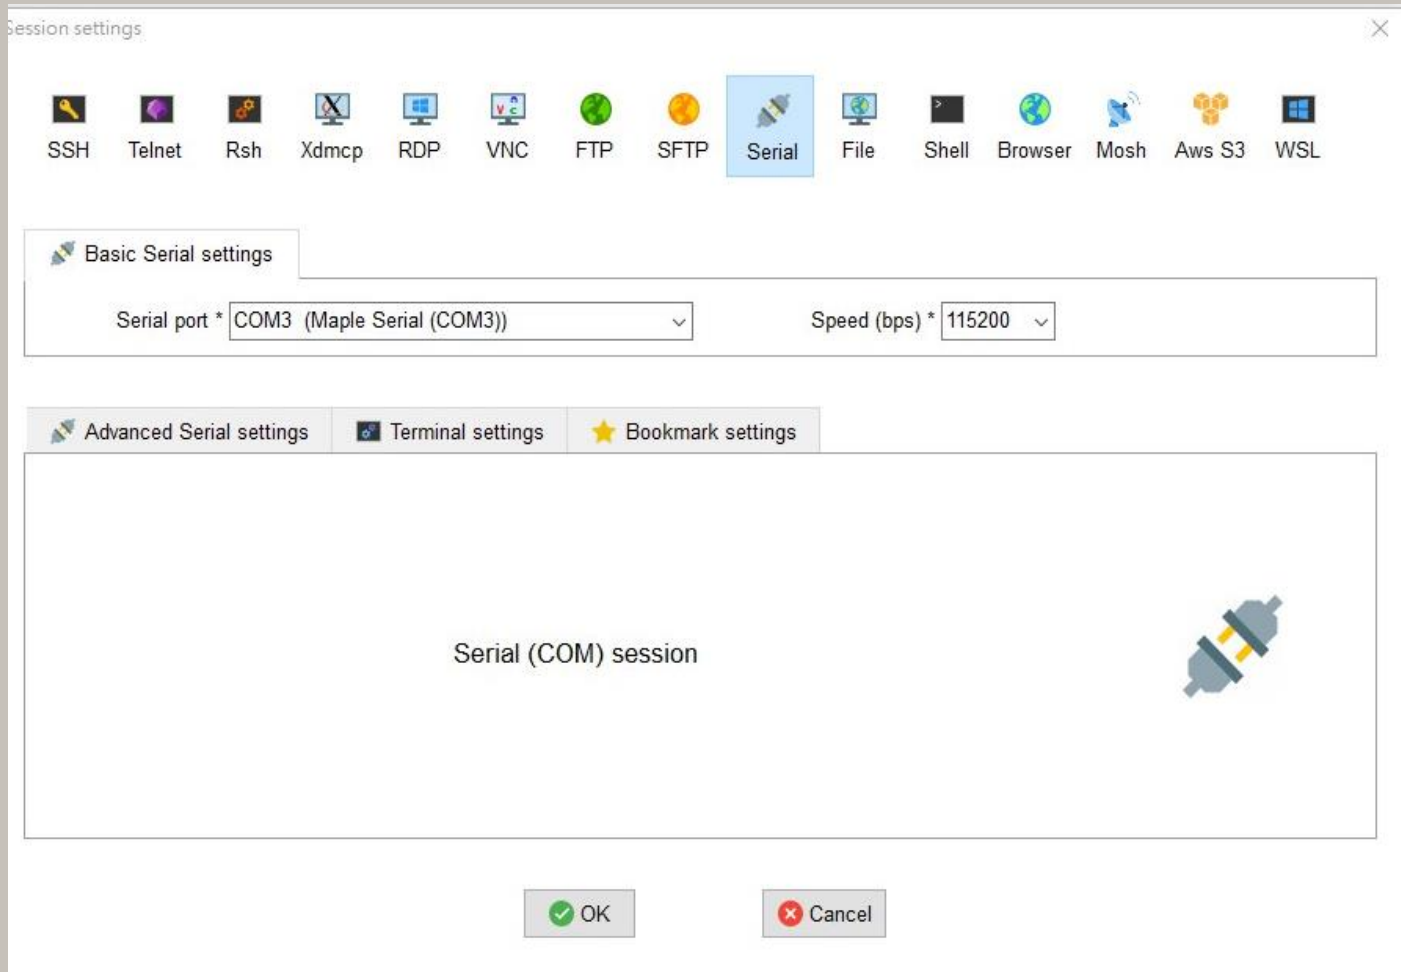 Session settings
SSH Telnet Rsh Xdmcp RDP VNC FTP SFTP Serial File Shell Browser Mosh Aws S3 WSL
Basic Serial settings
Serial port * COM3 (Maple Serial (COM3)) Speed (bps) * 115200
Advanced Serial settings Terminal settings Bookmark settings
Serial (COM) session
OK Cancel